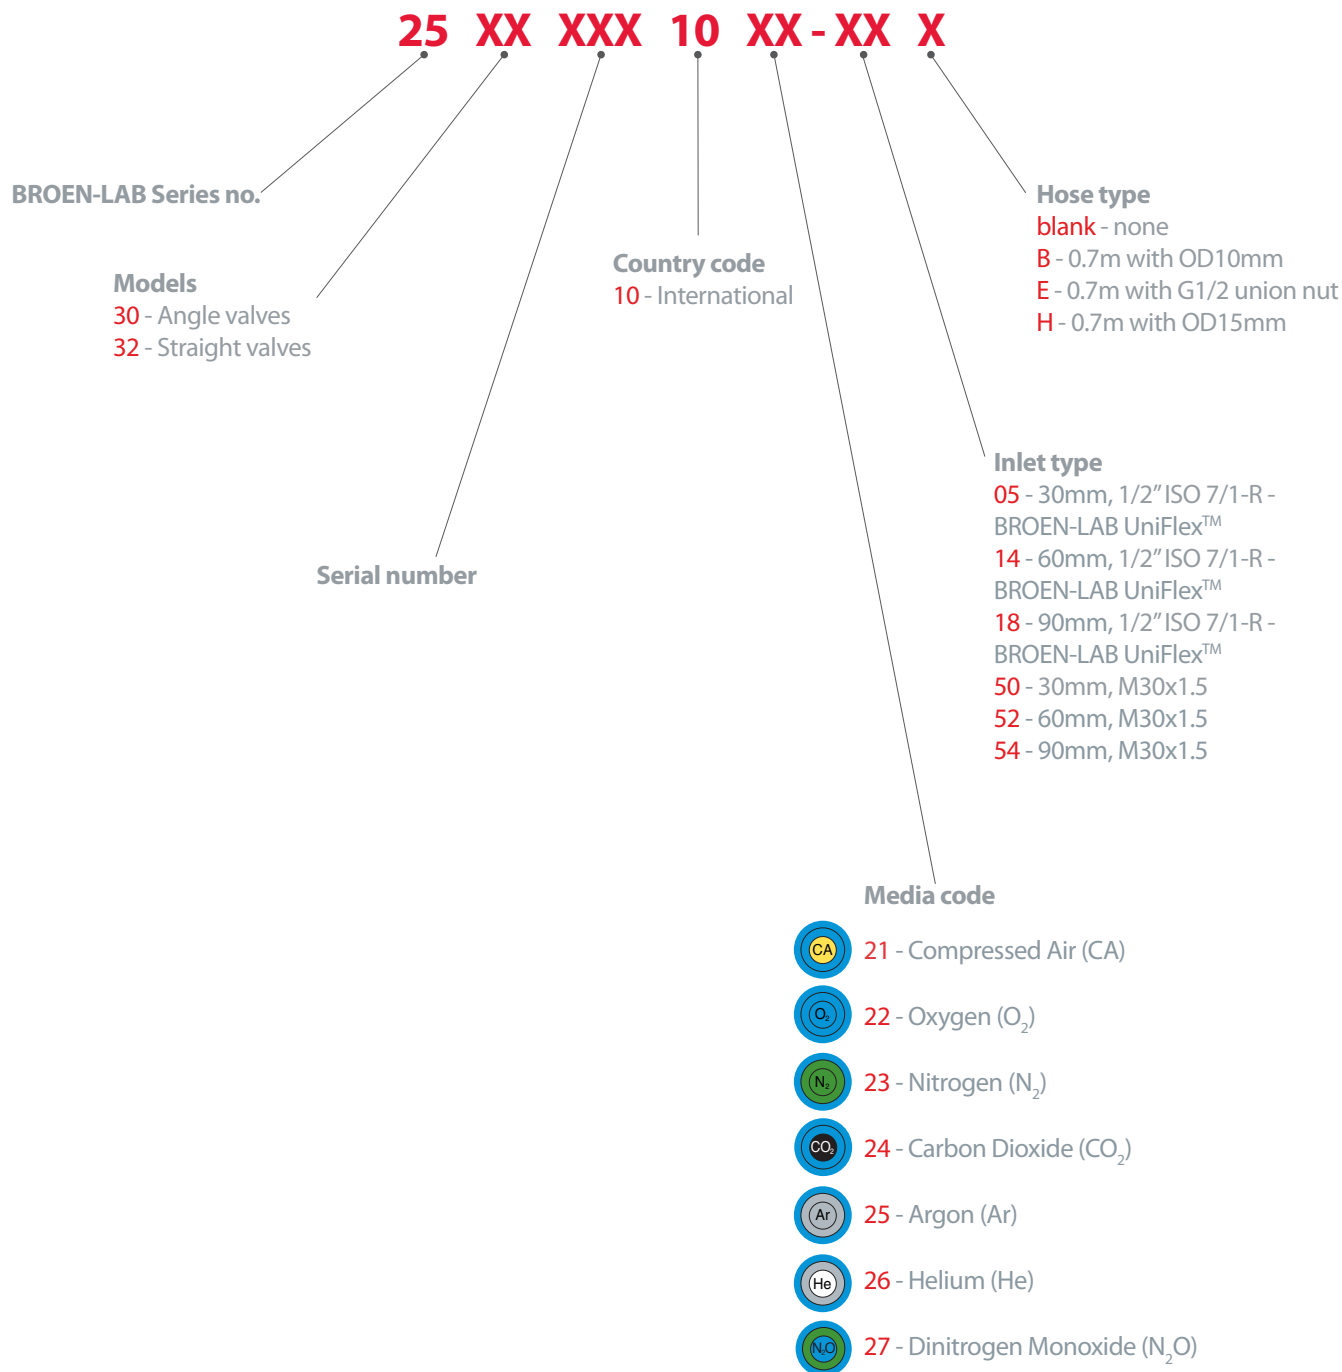 25 XX XXX 10 XX - XX X
BROEN-LAB Series no.
Models
30 - Angle valves
32 - Straight valves
Serial number
Country code
10 - International
Hose type
blank - none
B - 0.7m with OD10mm
E - 0.7m with G1/2 union nut
H - 0.7m with OD15mm
Inlet type
05 - 30mm, 1/2” ISO 7/1-R -
BROEN-LAB UniFlex™
14 - 60mm, 1/2” ISO 7/1-R -
BROEN-LAB UniFlex™
18 - 90mm, 1/2” ISO 7/1-R -
BROEN-LAB UniFlex™
50 - 30mm, M30x1.5
52 - 60mm, M30x1.5
54 - 90mm, M30x1.5
Media code
CA 21 - Compressed Air (CA)
O₂ 22 - Oxygen (O₂)
N₂ 23 - Nitrogen (N₂)
CO₂ 24 - Carbon Dioxide (CO₂)
Ar 25 - Argon (Ar)
He 26 - Helium (He)
N₂O 27 - Dinitrogen Monoxide (N₂O)